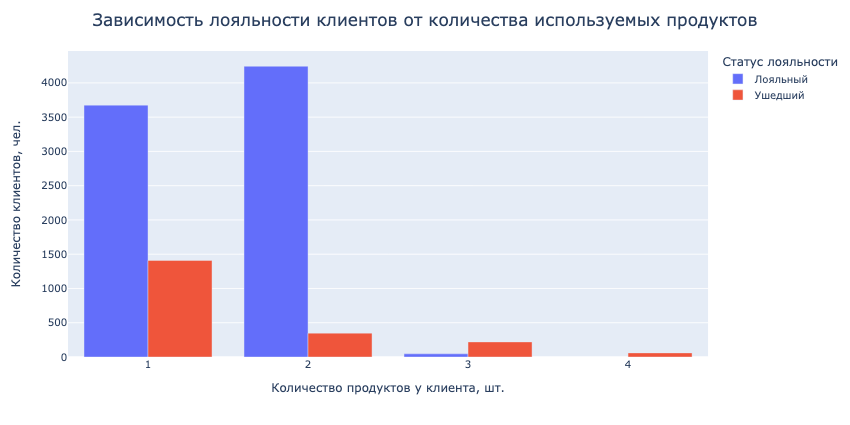 Зависимость лояльности клиентов от количества используемых продуктов
Статус лояльности
Лояльный
Ушедший
Количество клиентов, чел.
4000
3500
3000
2500
2000
1500
1000
500
0
1
2
3
4
Количество продуктов у клиента, шт.